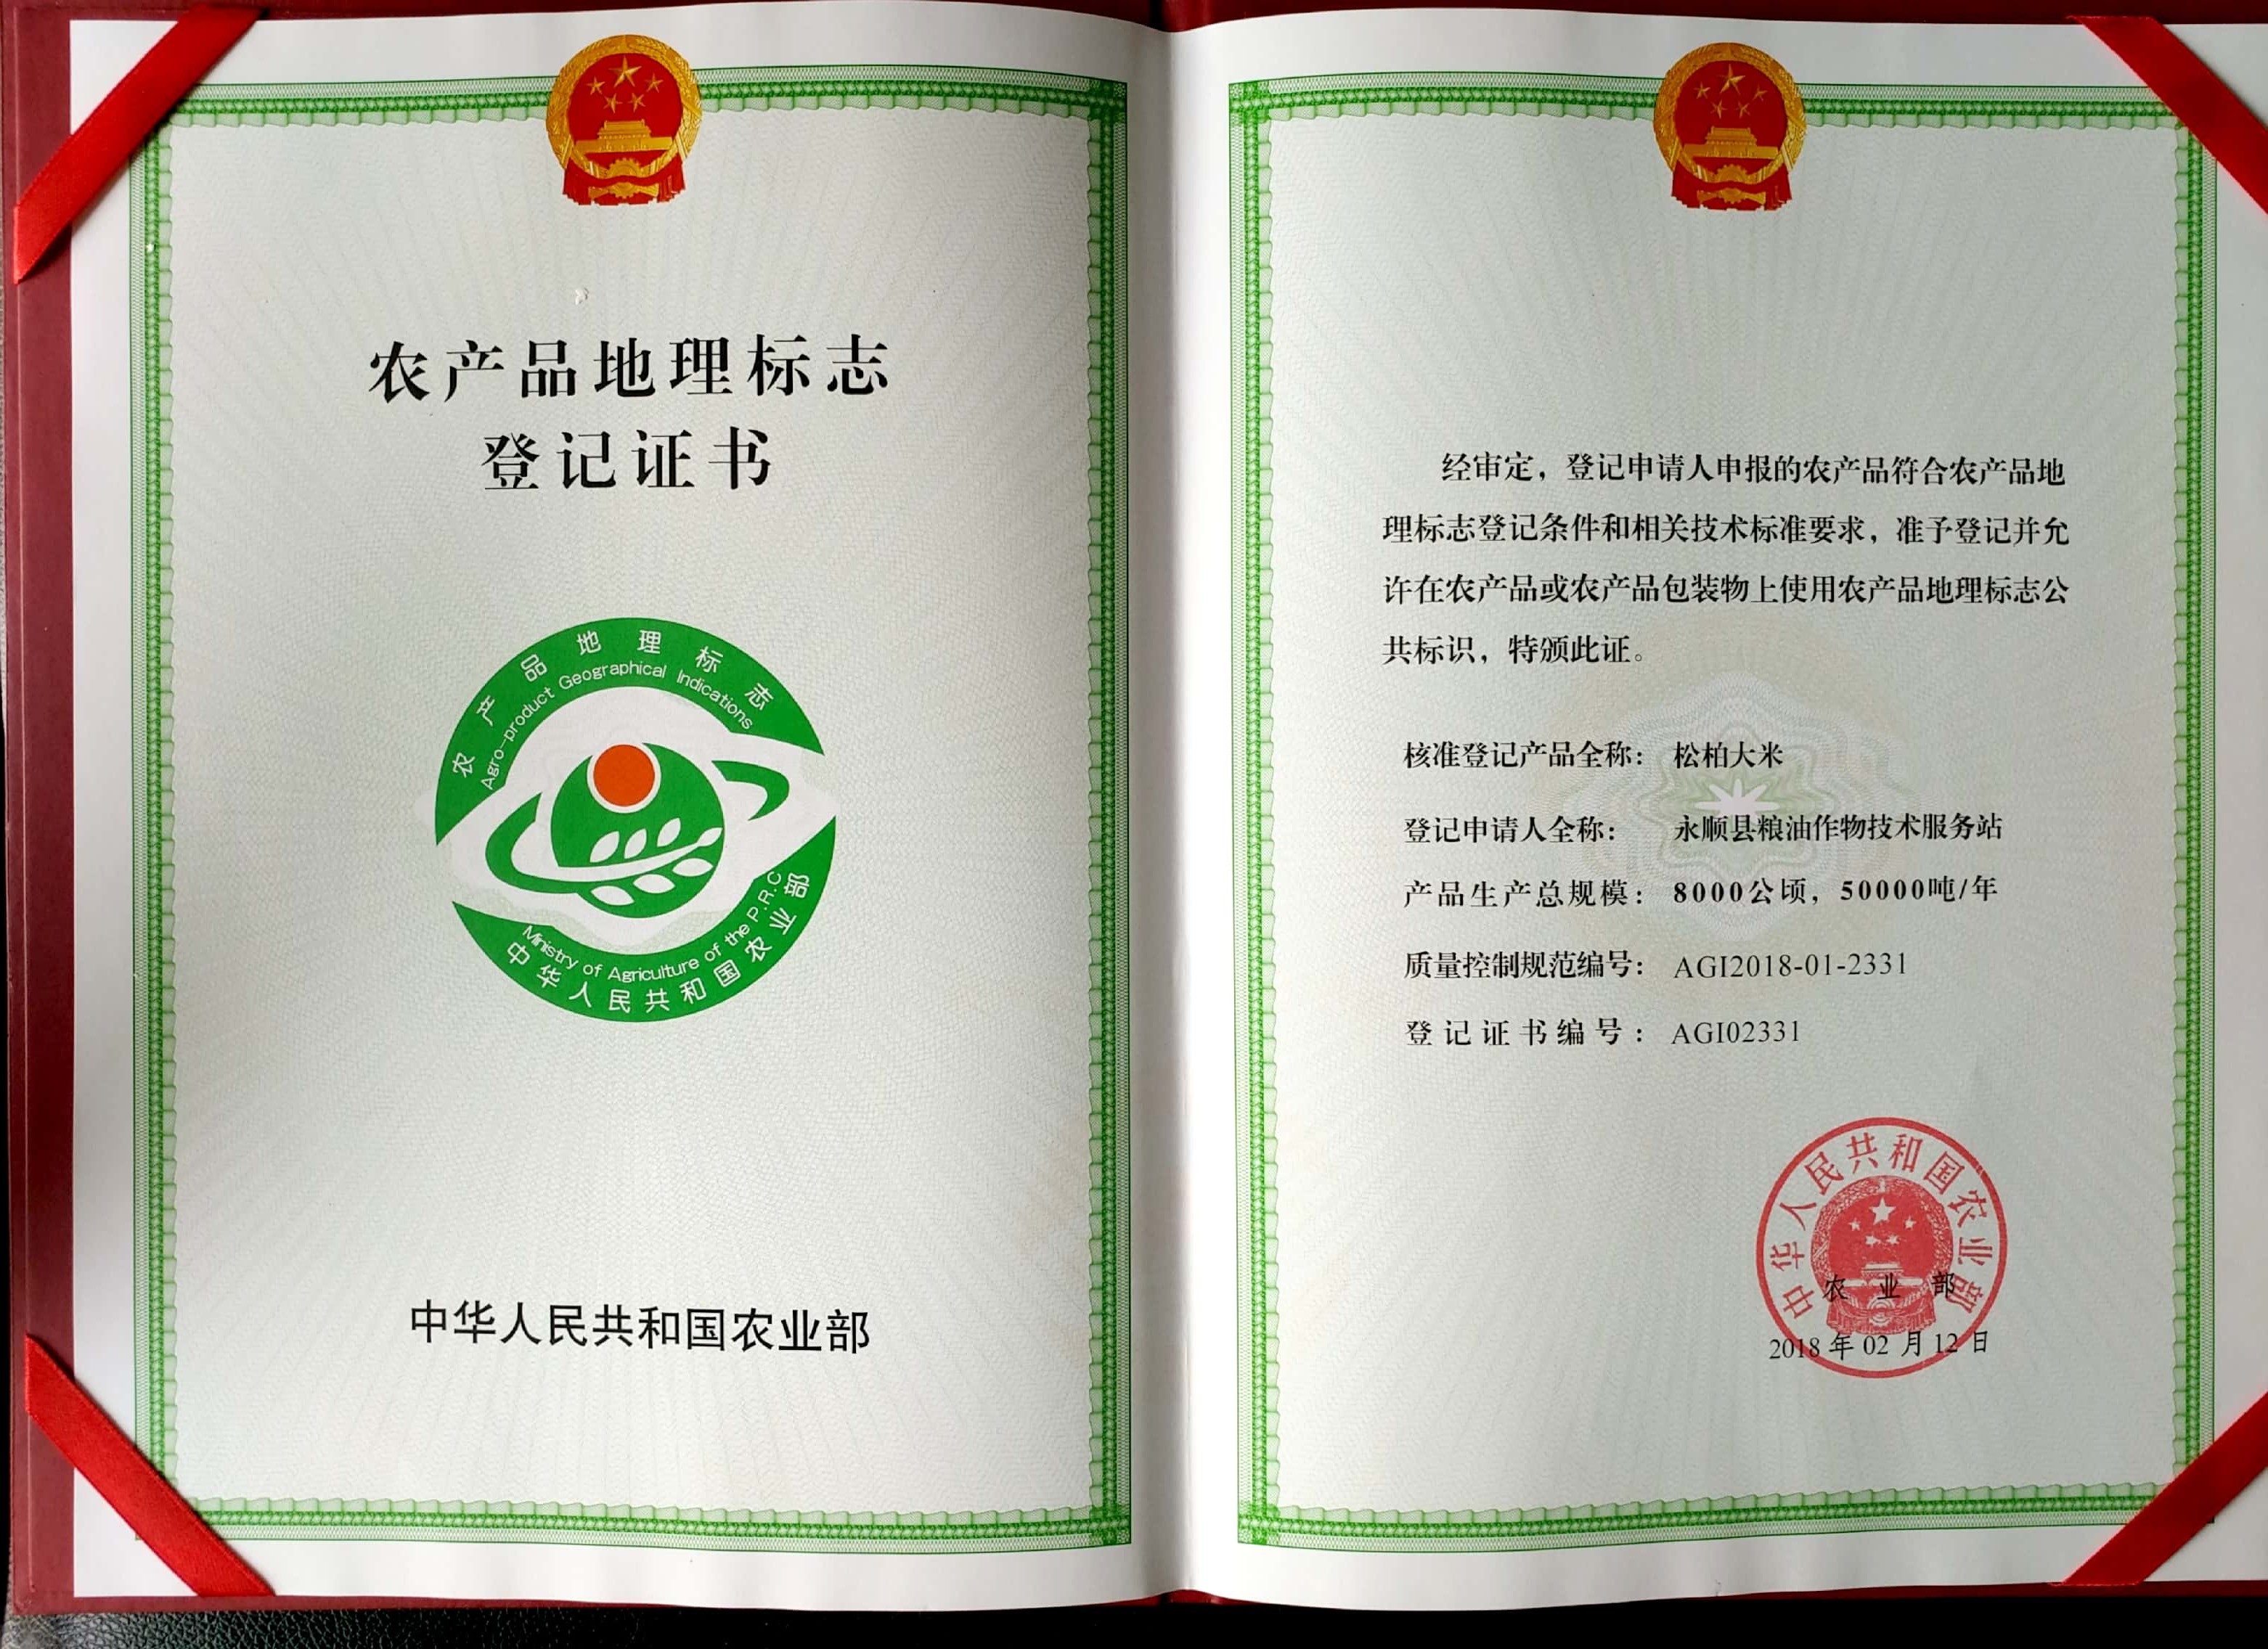 农产品地理标志
登记证书
农产品地理标志
Agro-product Geographical Indications
Ministry of Agriculture of the P.R.C
中华人民共和国农业部
中华人民共和国农业部
经审定，登记申请人申报的农产品符合农产品地
理标志登记条件和相关技术标准要求，准予登记并允
许在农产品或农产品包装物上使用农产品地理标志公
共标识，特颁此证。
核准登记产品全称：松柏大米
登记申请人全称：永顺县粮油作物技术服务站
产品生产总规模：8000公顷，50000吨/年
质量控制规范编号：AGI2018-01-2331
登记证书编号：AGI02331
中华人民共和国农业部
农业部
2018年02月12日